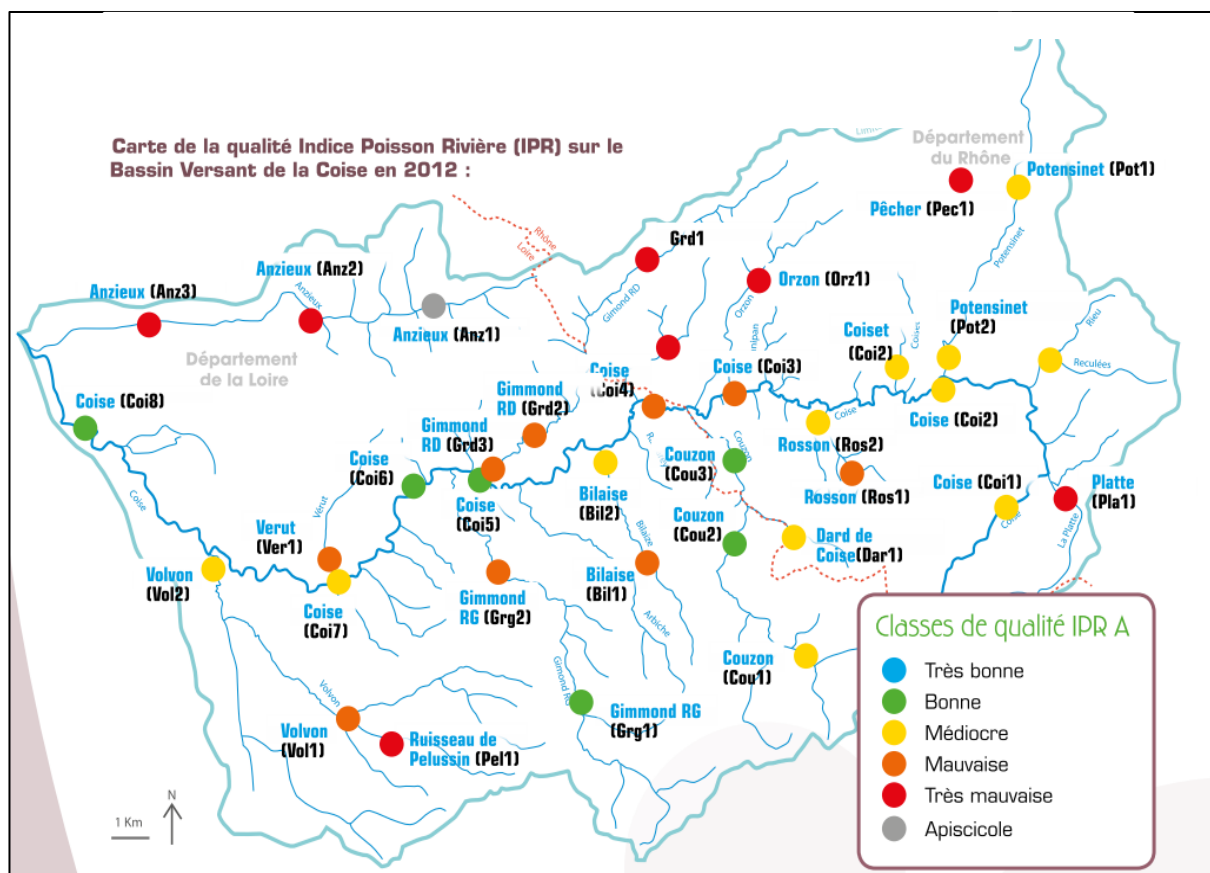 Carte de la qualité Indice Poisson Rivière (IPR) sur le
Bassin Versant de la Coise en 2012 :
Département
du Rhône
Potensinet (Pot1)
Pêcher (Pec1)
Potensinet
Rhône
Loire
Grd1
Gimond RD
Anzieux (Anz2)
Anzieux
Anzieux (Anz3)
Anzieux (Anz1)
Orzon (Orz1)
Orzon
Potensinet
(Pot2)
Rieu
Reculées
Coiset
(Coi2)
Coixes
Département
de la Loire
Coise
(Coi4)
Coise (Coi3)
Coise
(Coi2)
Coise (Coi8)
Coise
Gimmond
RD (Grd2)
Gimmond
RD (Grd3)
Coise
Rosson (Ros2)
Rosson (Ros1)
Coise
(Coi6)
Coise
(Coi5)
Couzon
Couzon
(Cou3)
Bilaise
(Bil2)
Coise (Coi1)
Coise
Platte
(Pla1)
La Platte
Couzon
(Cou2)
Dard de
Coise(Dar1)
Vérut
Verut
(Ver1)
Volvon
(Vol2)
Coise
(Coi7)
Gimmond
RG (Grg2)
Bilaize
Bilaise
(Bil1)
Arbiche
Couzon
(Cou1)
Gimond RG
Gimmond RG
(Grg1)
Volvon
Volvon
(Vol1)
Ruisseau de
Pelussin (Pel1)
N
1 Km
Classes de qualité IPR A
Très bonne
Bonne
Médiocre
Mauvaise
Très mauvaise
Apiscicole